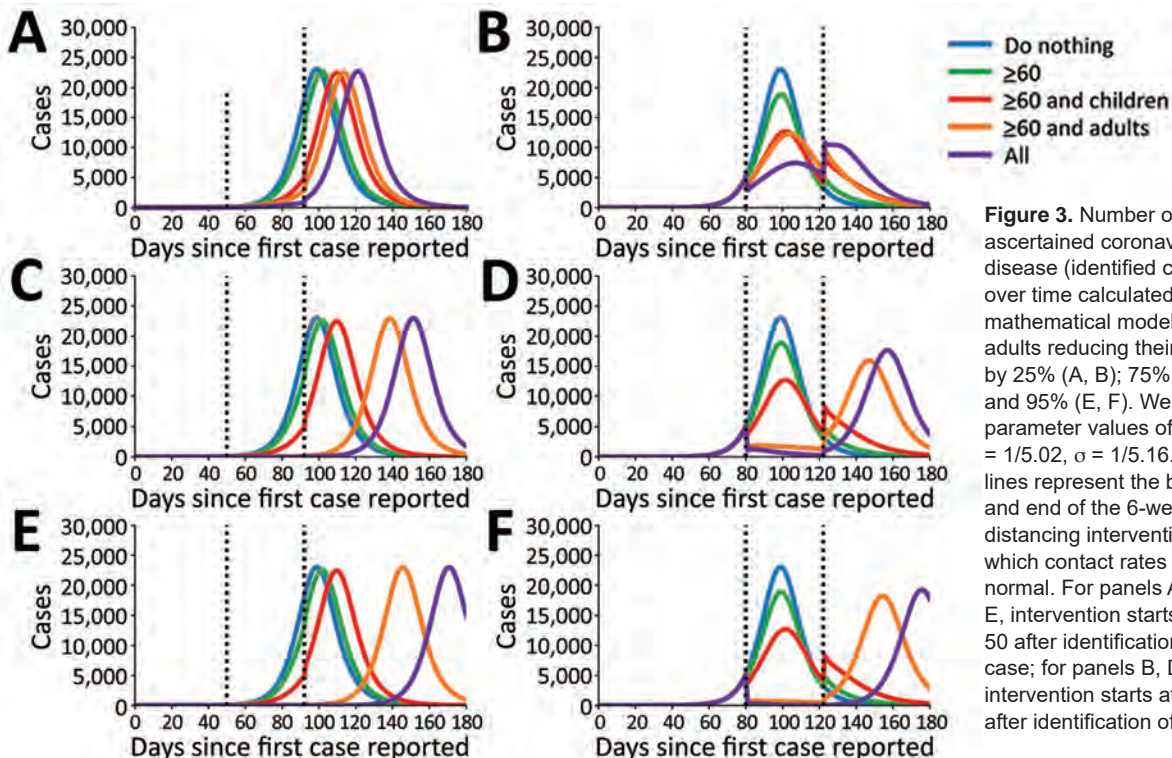 A
30,000
25,000
20,000
15,000
10,000
5,000
0
Cases
0 20 40 60 80 100 120 140 160 180
Days since first case reported
B
30,000
25,000
20,000
15,000
10,000
5,000
0
Cases
0 20 40 60 80 100 120 140 160 180
Days since first case reported
Do nothing
≥60
≥60 and children
≥60 and adults
All
C
30,000
25,000
20,000
15,000
10,000
5,000
0
Cases
0 20 40 60 80 100 120 140 160 180
Days since first case reported
D
30,000
25,000
20,000
15,000
10,000
5,000
0
Cases
0 20 40 60 80 100 120 140 160 180
Days since first case reported
E
30,000
25,000
20,000
15,000
10,000
5,000
0
Cases
0 20 40 60 80 100 120 140 160 180
Days since first case reported
F
30,000
25,000
20,000
15,000
10,000
5,000
0
Cases
0 20 40 60 80 100 120 140 160 180
Days since first case reported
Figure 3. Number o
ascertained coronav
disease (identified c
over time calculated
mathematical model
adults reducing their
by 25% (A, B); 75%
and 95% (E, F). We
parameter values of
= 1/5.02, σ = 1/5.16.
lines represent the b
and end of the 6-we
distancing interventi
which contact rates
normal. For panels A
E, intervention starts
50 after identification
case; for panels B, D
intervention starts at
after identification of